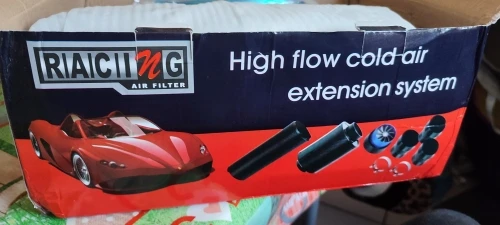 RACING
AIR FILTER
High flow cold air
extension system